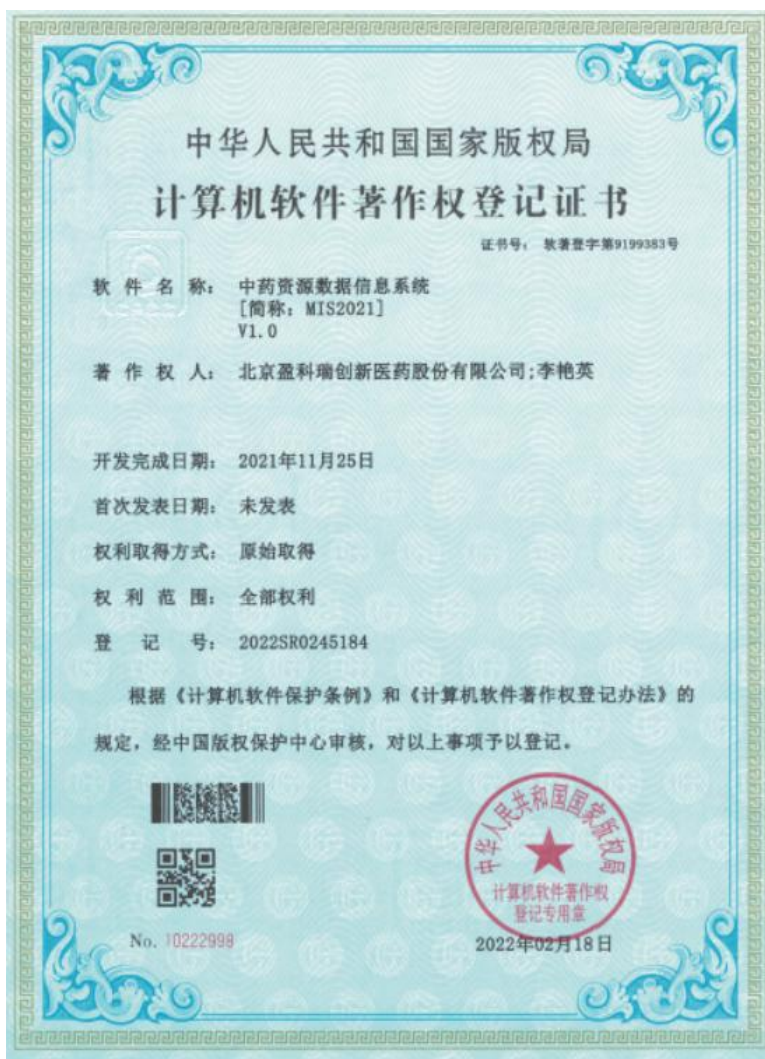 中华人民共和国国家版权局
计算机软件著作权登记证书
证书号： 软著登字第9199383号
软件名称： 中药资源数据信息系统
[简称：MIS2021]
V1.0
著作权人： 北京盈科瑞创新医药股份有限公司;李艳英
开发完成日期： 2021年11月25日
首次发表日期： 未发表
权利取得方式： 原始取得
权利范围： 全部权利
登记号： 2022SR0245184
根据《计算机软件保护条例》和《计算机软件著作权登记办法》的
规定，经中国版权保护中心审核，对以上事项予以登记。
中华人民共和国国家版权局
计算机软件著作权
登记专用章
No. 10222998
2022年02月18日